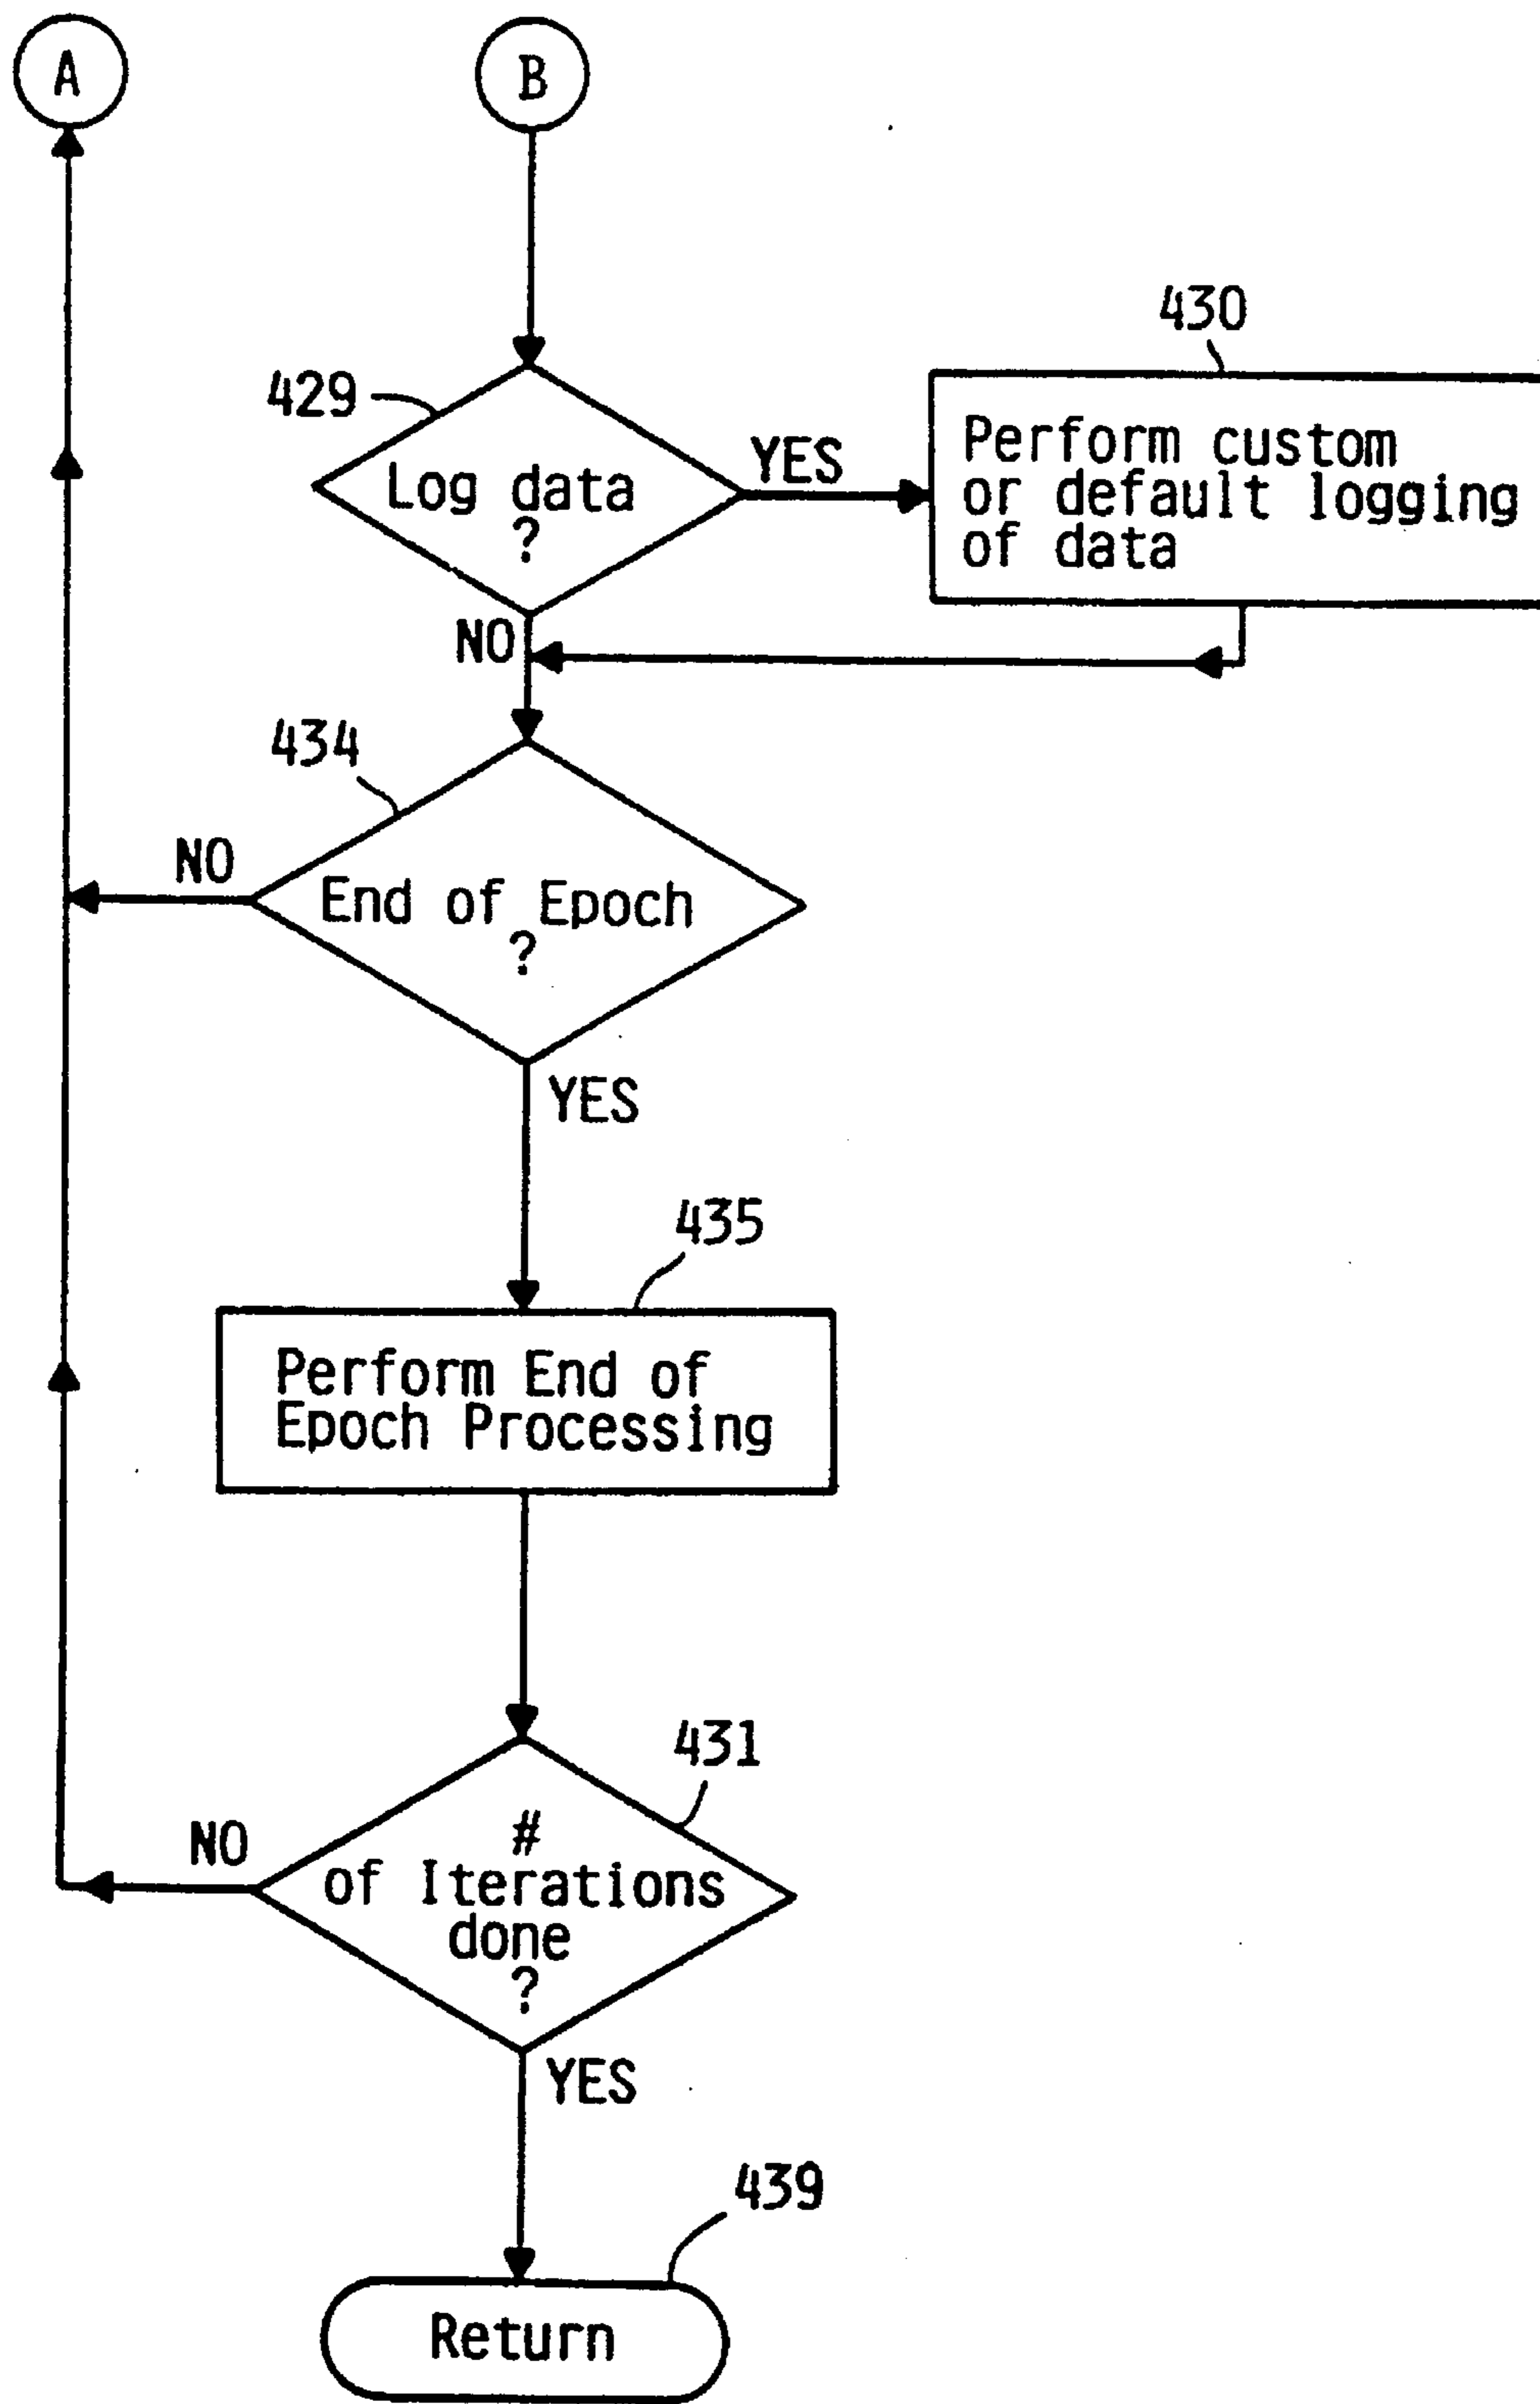 A
B
430
429
Log data
?
YES
Perform custom
or default logging
of data
NO
434
NO
End of Epoch
?
YES
435
Perform End of
Epoch Processing
431
NO
#
of Iterations
done
?
YES
439
Return